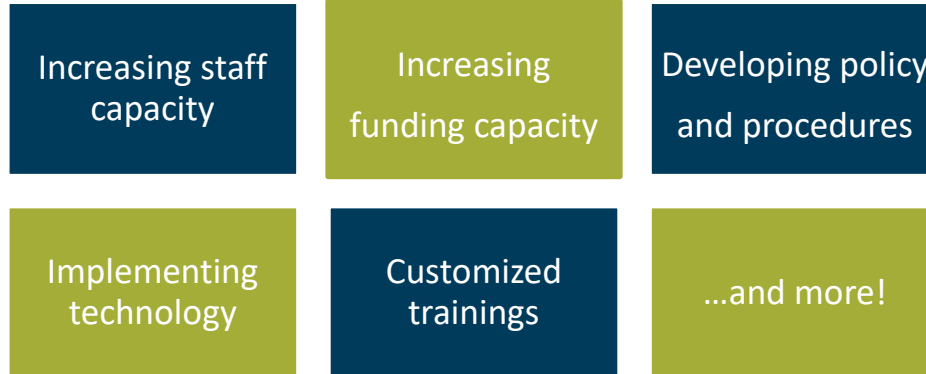 Increasing staff
capacity
Increasing
funding capacity
Developing policy
and procedures
Implementing
technology
Customized
trainings
…and more!